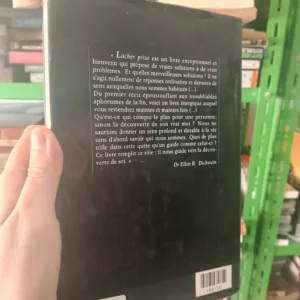 « Lâcher prise est un livre exceptionnel et
bienvenu qui propose de vraies solutions à de vrais
problèmes. Et quelles merveilleuses solutions ! Il ne
s'agit nullement de réponses ordinaires et dénuées de
sens auxquelles nous sommes habitués (...)
Du premier récit époustouflant aux inoubliables
aphorismes de la fin, voici un livre énergique auquel
vous reviendrez maintes et maintes fois (...)
Qu'est-ce qui compte le plus pour une personne,
sinon la découverte de son vrai moi ? Nous ne
saurions donner un sens profond et durable à la vie
sans d'abord savoir qui nous sommes. Quoi de plus
utile dans cette quête qu'un guide comme celui-ci ?
Ce livre remplit ce rôle : il nous guide vers la décou-
verte de soi. »
Dr Ellen B.